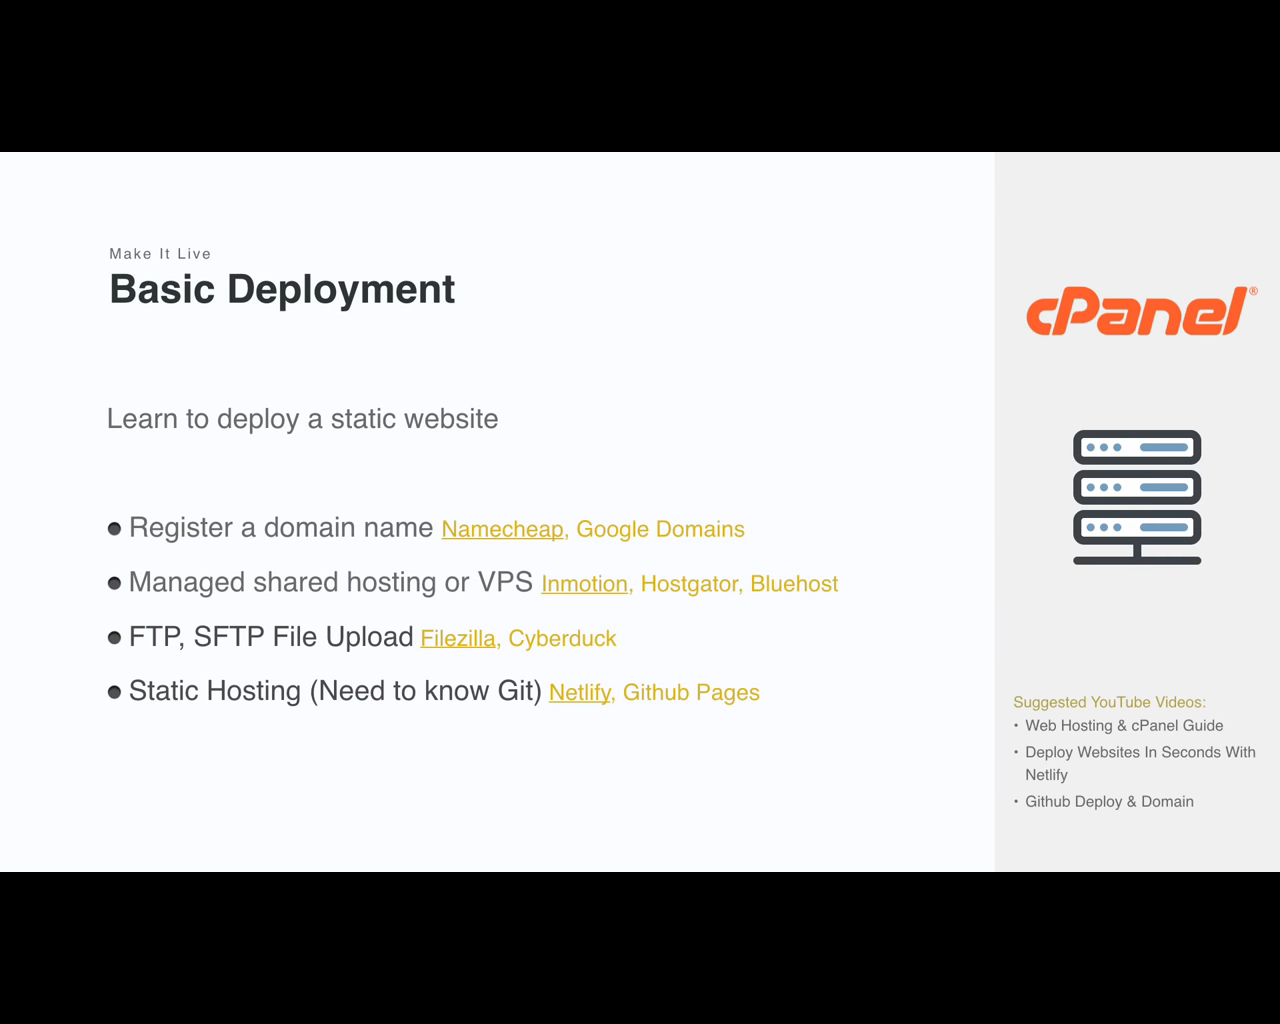 Make It Live
Basic Deployment
Learn to deploy a static website
• Register a domain name Namecheap, Google Domains
• Managed shared hosting or VPS Inmotion, Hostgator, Bluehost
• FTP, SFTP File Upload Filezilla, Cyberduck
• Static Hosting (Need to know Git) Netlify, Github Pages
cPanel®
Suggested YouTube Videos:
• Web Hosting & cPanel Guide
• Deploy Websites In Seconds With
Netlify
• Github Deploy & Domain